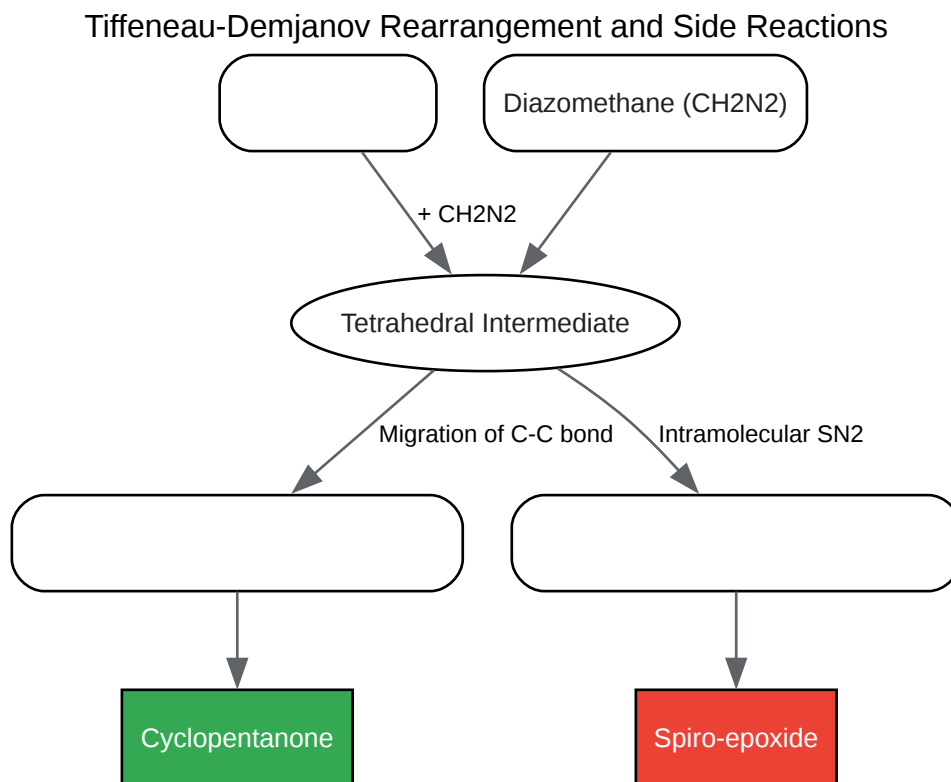 Tiffeneau-Demjanov Rearrangement and Side Reactions
Diazomethane (CH2N2)
+ CH2N2
Tetrahedral Intermediate
Migration of C-C bond
Intramolecular SN2
Cyclopentanone
Spiro-epoxide